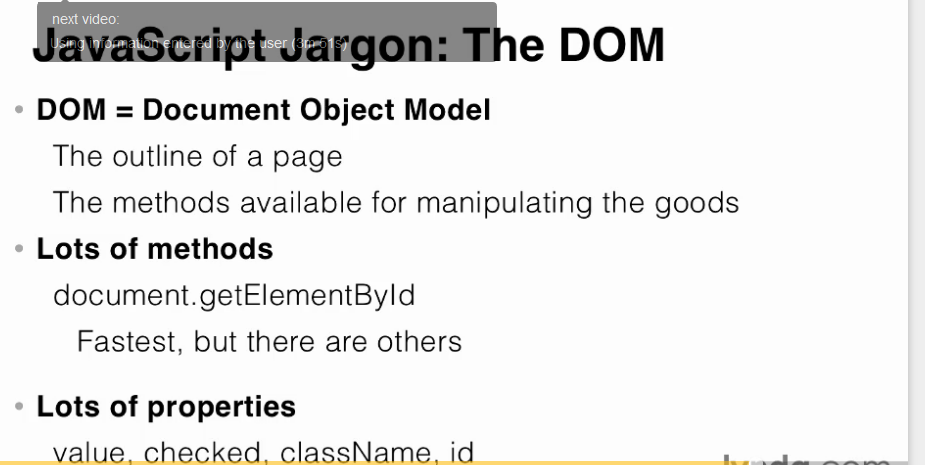 next video:
Using information entered by the user (3m 51s)
JavaScript Jargon: The DOM
• DOM = Document Object Model
The outline of a page
The methods available for manipulating the goods
• Lots of methods
document.getElementById
Fastest, but there are others
• Lots of properties
value, checked, className, id
lynda.com